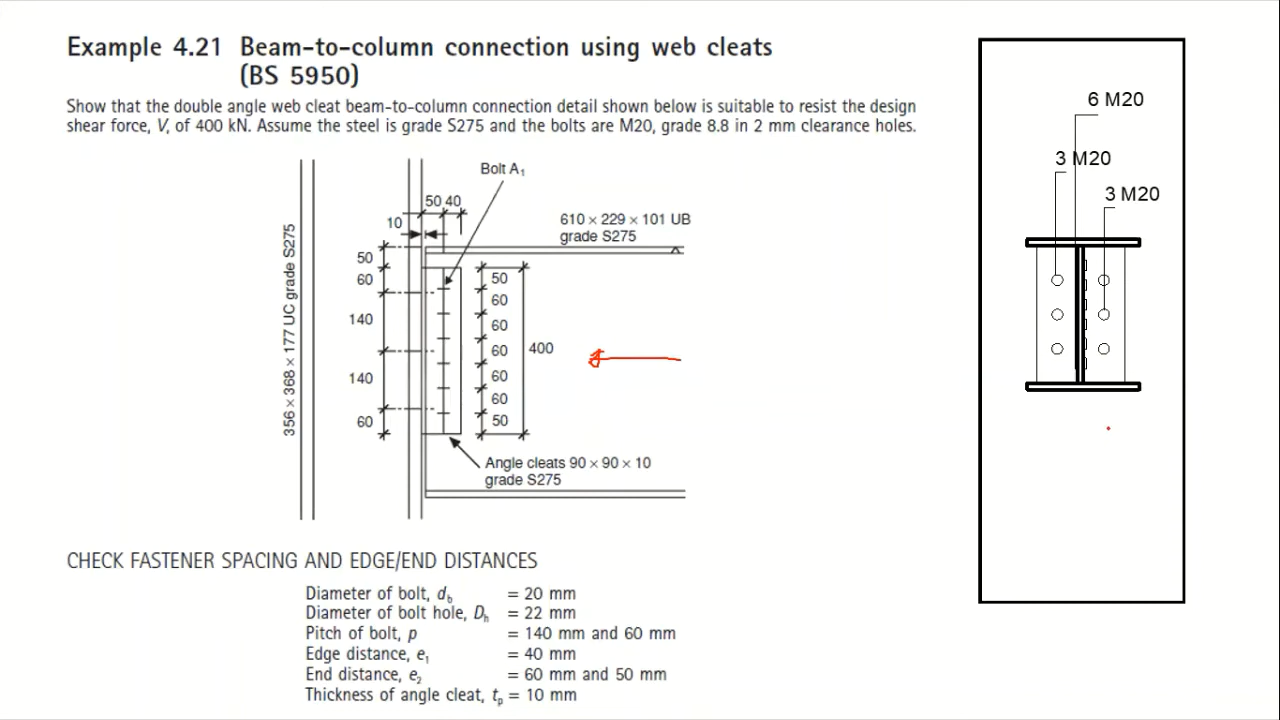 Example 4.21 Beam-to-column connection using web cleats
(BS 5950)
Show that the double angle web cleat beam-to-column connection detail shown below is suitable to resist the design
shear force, V, of 400 kN. Assume the steel is grade S275 and the bolts are M20, grade 8.8 in 2 mm clearance holes.
Bolt A₁
50 40
10
610 × 229 × 101 UB
grade S275
356 × 368 × 177 UC grade S275
50
60
140
140
60
50
60
60
60
60
60
50
400
Angle cleats 90 × 90 × 10
grade S275
6 M20
3 M20
3 M20
CHECK FASTENER SPACING AND EDGE/END DISTANCES
Diameter of bolt, d_b = 20 mm
Diameter of bolt hole, D_h = 22 mm
Pitch of bolt, p = 140 mm and 60 mm
Edge distance, e₁ = 40 mm
End distance, e₂ = 60 mm and 50 mm
Thickness of angle cleat, t_p = 10 mm